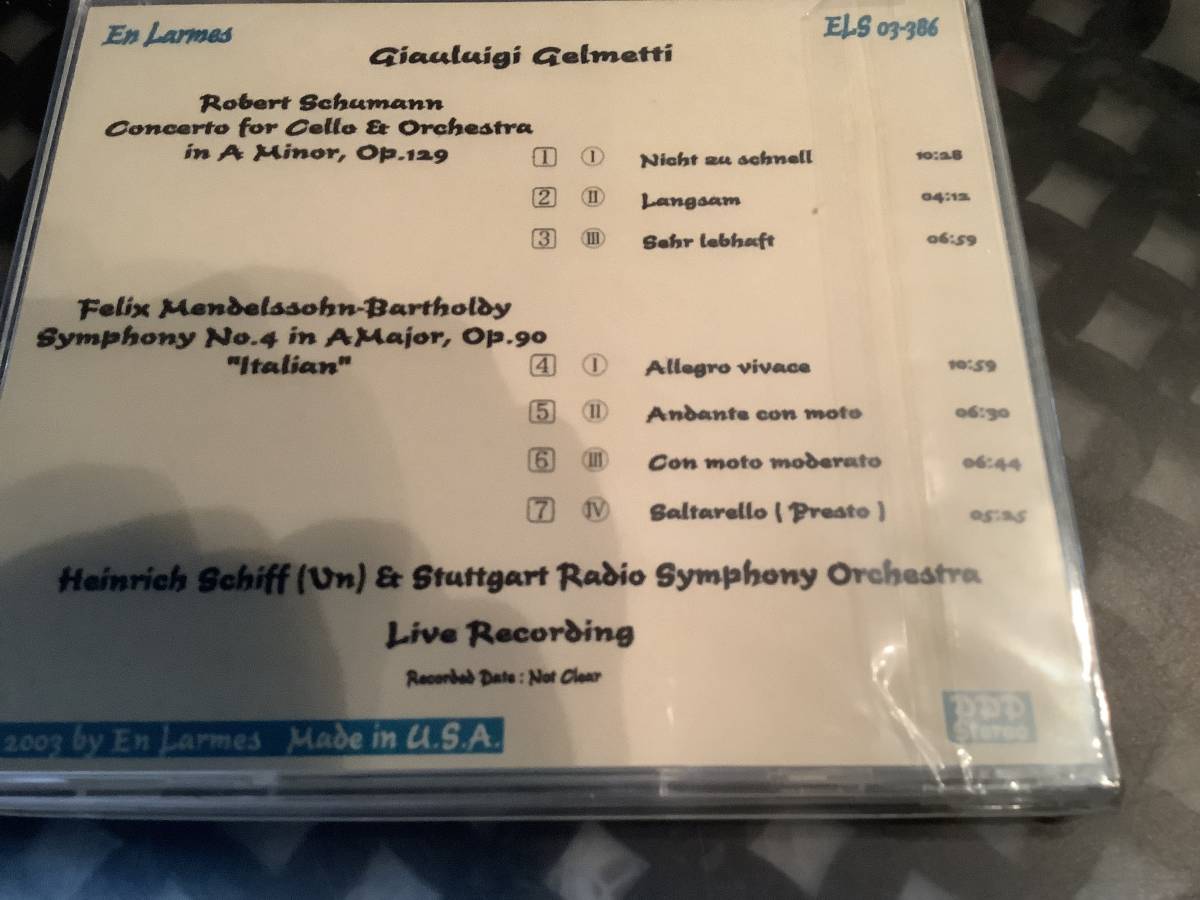 En Larmes
ELS 03-386
Giauluigi Gelmetti
Robert Schumann
Concerto for Cello & Orchestra
in A Minor, Op.129
1 Ⅰ Nicht zu schnell 10:28
2 Ⅱ Langsam 04:12
3 Ⅲ Sehr lebhaft 06:59
Felix Mendelssohn-Bartholdy
Symphony No.4 in AMajor, Op.90
"Italian"
4 Ⅰ Allegro vivace 10:59
5 Ⅱ Andante con moto 06:30
6 Ⅲ Con moto moderato 06:44
7 Ⅳ Saltarello ( Presto ) 05:25
Heinrich Schiff (Vn) & Stuttgart Radio Symphony Orchestra
Live Recording
Recorded Date : Not Clear
2003 by En Larmes Made in U.S.A.
DDD
Stereo